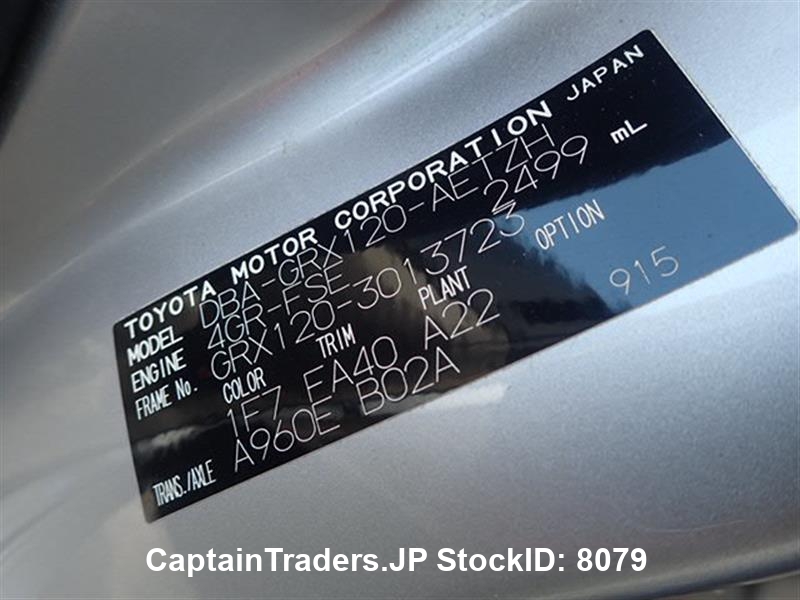 TOYOTA MOTOR CORPORATION JAPAN
MODEL DBA-GRX120-AETZH
ENGINE 4GR-FSE 2499 mL
FRAME No. GRX120-3013723
COLOR TRIM PLANT OPTION
1F7 FA40 A22 915
TRANS./AXLE A960E B02A
CaptainTraders.JP StockID: 8079